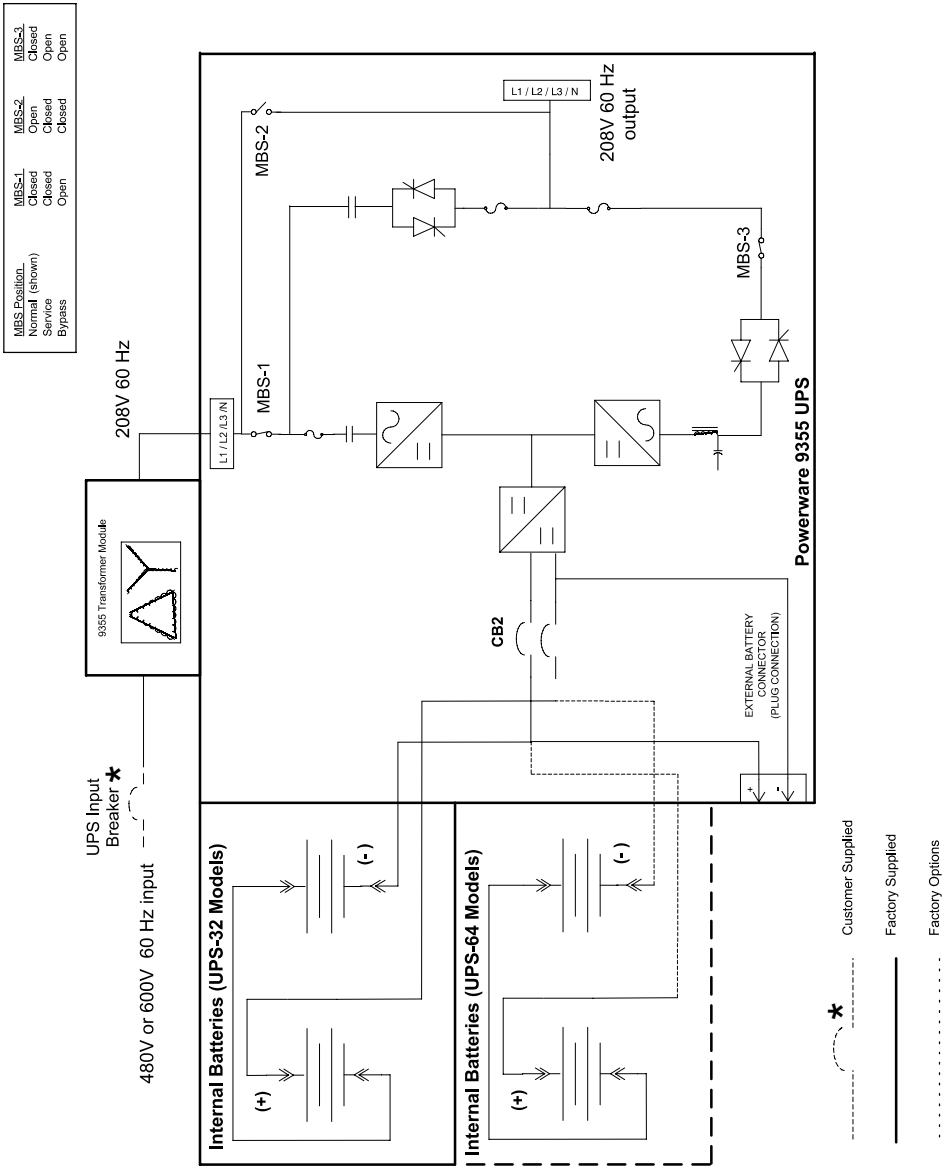 MBS Position MBS-1 MBS-2 MBS-3
Normal (shown) Closed Open Closed
Service Closed Closed Open
Bypass Open Closed Open
480V or 600V 60 Hz input
UPS Input
Breaker *
9355 Transformer Module
208V 60 Hz
L1 / L2 /L3 /N
MBS-1
MBS-2
L1 / L2 / L3 / N
208V 60 Hz
output
MBS-3
CB2
EXTERNAL BATTERY
CONNECTOR
(PLUG CONNECTION)
+
-
Powerware 9355 UPS
Internal Batteries (UPS-32 Models)
(+)
(-)
Internal Batteries (UPS-64 Models)
(+)
(-)
* Customer Supplied
Factory Supplied
Factory Options